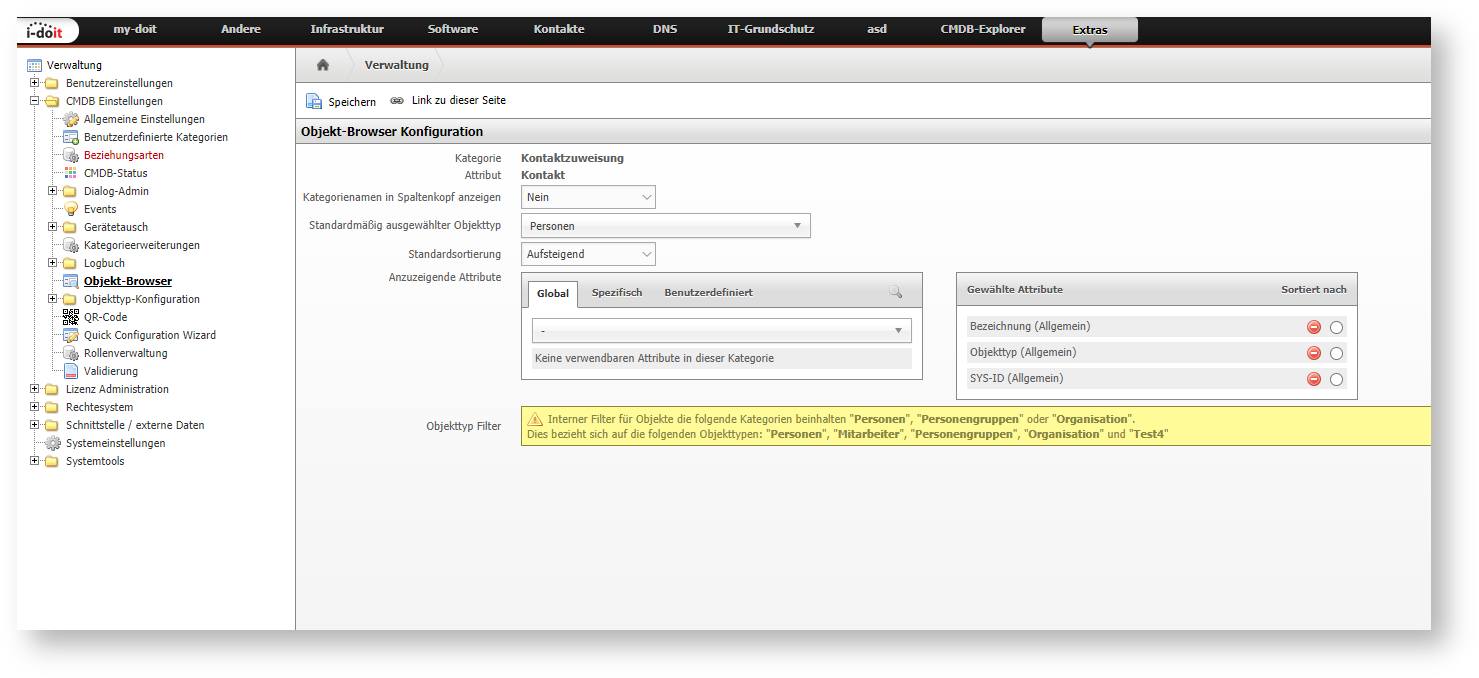 i-doit my-doit Andere Infrastruktur Software Kontakte DNS IT-Grundschutz asd CMDB-Explorer Extras
Verwaltung
Benutzereinstellungen
CMDB Einstellungen
Allgemeine Einstellungen
Benutzerdefinierte Kategorien
Beziehungsarten
CMDB-Status
Dialog-Admin
Events
Gerätetausch
Kategorieerweiterungen
Logbuch
Objekt-Browser
Objekttyp-Konfiguration
QR-Code
Quick Configuration Wizard
Rollenverwaltung
Validierung
Lizenz Administration
Rechtesystem
Schnittstelle / externe Daten
Systemeinstellungen
Systemtools
Verwaltung
Speichern Link zu dieser Seite
Objekt-Browser Konfiguration
Kategorie Kontaktzuweisung
Attribut Kontakt
Kategorienamen in Spaltenkopf anzeigen Nein
Standardmäßig ausgewählter Objekttyp Personen
Standardsortierung Aufsteigend
Anzuzeigende Attribute
Global Spezifisch Benutzerdefiniert
-
Keine verwendbaren Attribute in dieser Kategorie
Gewählte Attribute Sortiert nach
Bezeichnung (Allgemein)
Objekttyp (Allgemein)
SYS-ID (Allgemein)
Objekttyp Filter
Interner Filter für Objekte die folgende Kategorien beinhalten "Personen", "Personengruppen" oder "Organisation".
Dies bezieht sich auf die folgenden Objekttypen: "Personen", "Mitarbeiter", "Personengruppen", "Organisation" und "Test4"